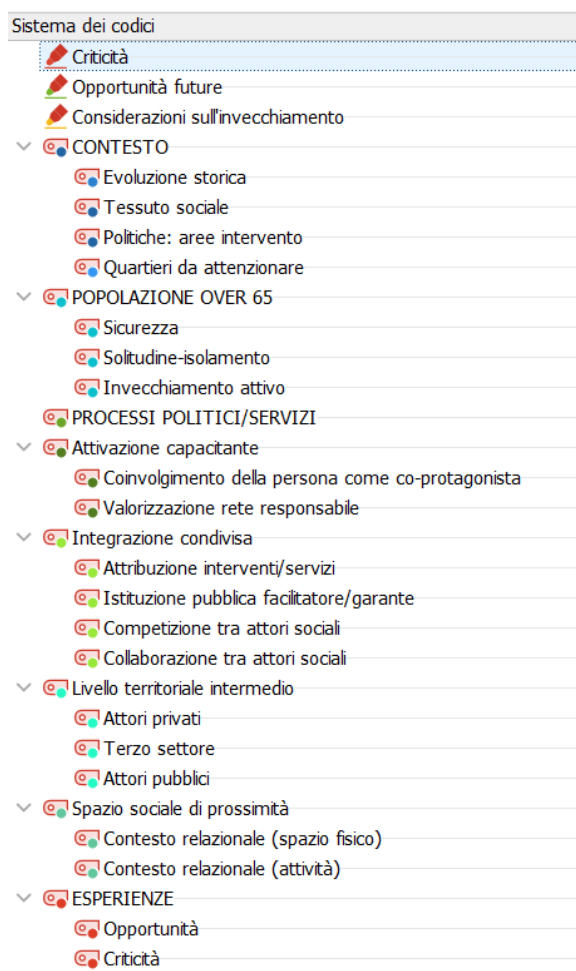 Sistema dei codici
Criticità
Opportunità future
Considerazioni sull'invecchiamento
CONTESTO
Evoluzione storica
Tessuto sociale
Politiche: aree intervento
Quartieri da attenzionare
POPOLAZIONE OVER 65
Sicurezza
Solitudine-isolamento
Invecchiamento attivo
PROCESSI POLITICI/SERVIZI
Attivazione capacitante
Coinvolgimento della persona come co-protagonista
Valorizzazione rete responsabile
Integrazione condivisa
Attribuzione interventi/servizi
Istituzione pubblica facilitatore/garante
Competizione tra attori sociali
Collaborazione tra attori sociali
Livello territoriale intermedio
Attori privati
Terzo settore
Attori pubblici
Spazio sociale di prossimità
Contesto relazionale (spazio fisico)
Contesto relazionale (attività)
ESPERIENZE
Opportunità
Criticità